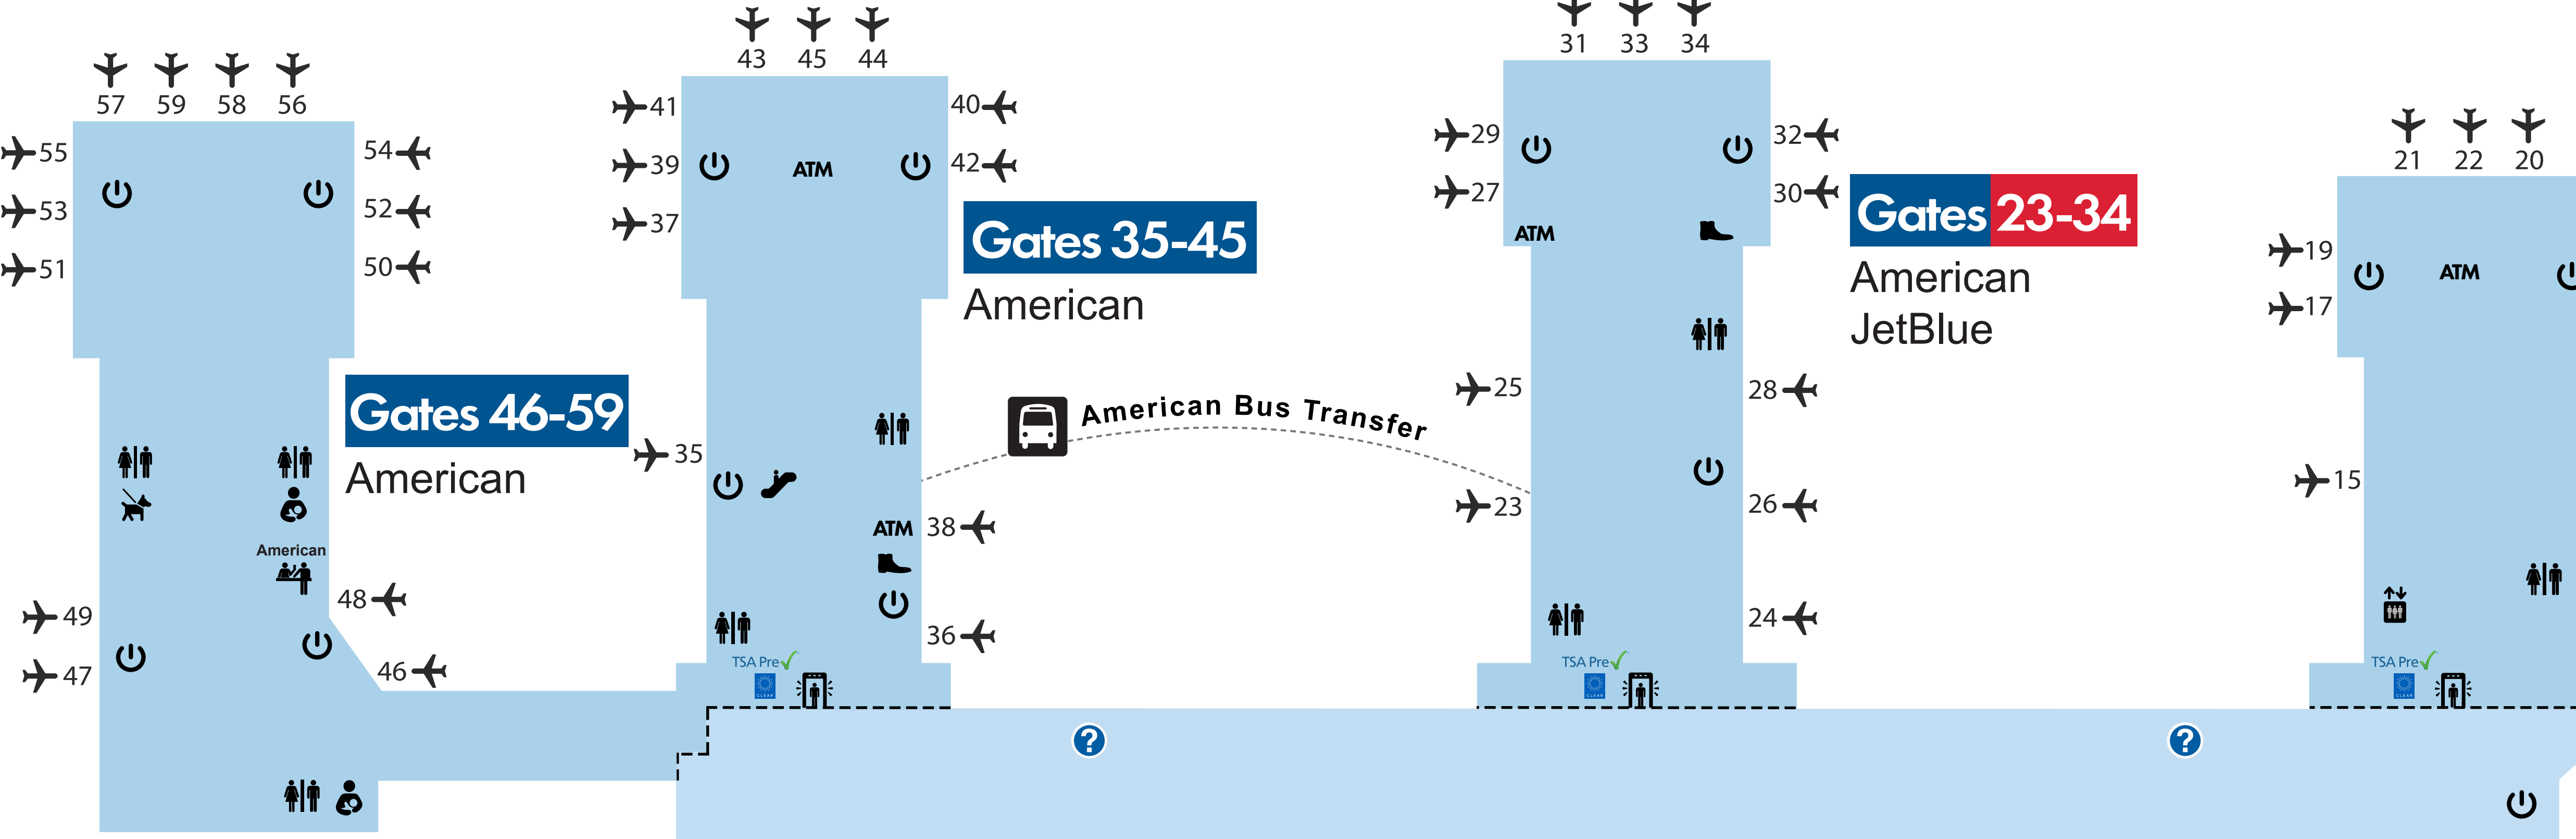 57 59 58 56
55
53
51
54
52
50
Gates 46-59
American
American
49
47
48
46
43 45 44
41
39
37
ATM
40
42
Gates 35-45
American
35
ATM
38
36
TSA Pre
CLEAR
American Bus Transfer
31 33 34
29
27
ATM
32
30
Gates 23-34
American
JetBlue
25
23
28
26
24
TSA Pre
CLEAR
?
?
21 22 20
19
17
ATM
15
TSA Pre
CLEAR